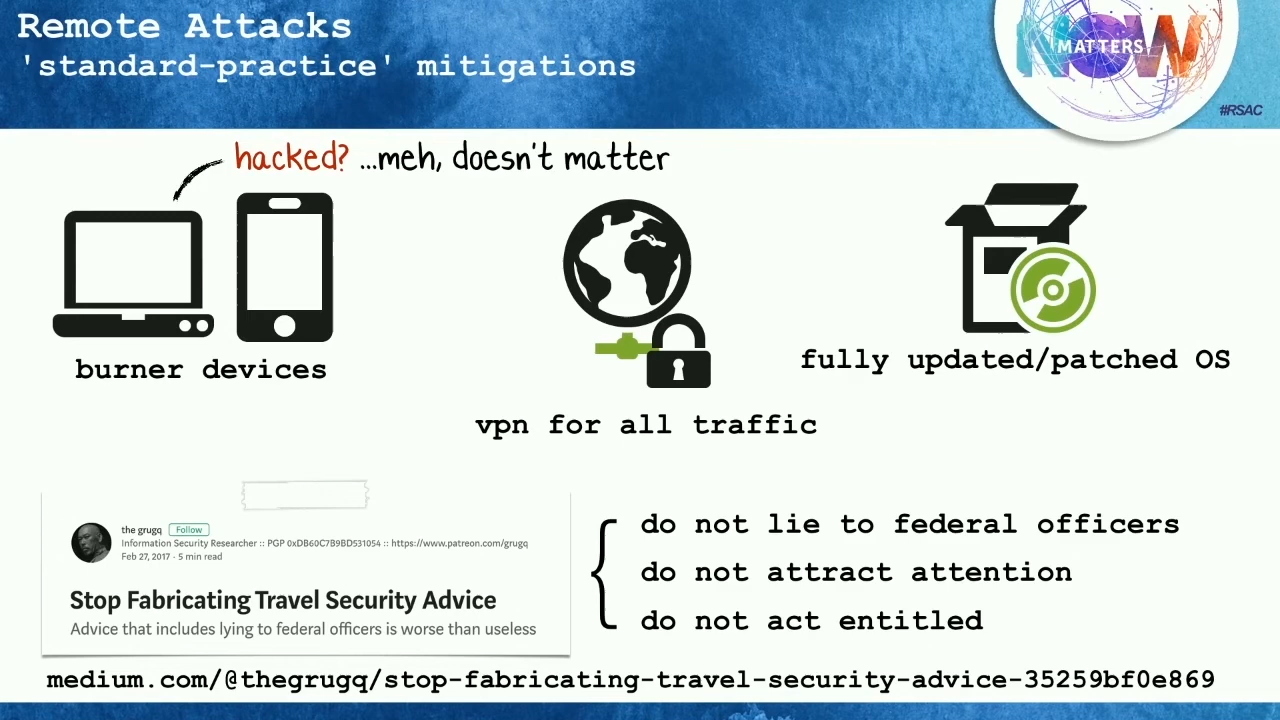 Remote Attacks
'standard-practice' mitigations
NOW
MATTERS
#RSAC
hacked? ...meh, doesn't matter
burner devices
vpn for all traffic
fully updated/patched OS
the grugq Follow
Information Security Researcher :: PGP 0xDB60C7B9BD531054 :: https://www.patreon.com/grugq
Feb 27, 2017 · 5 min read
Stop Fabricating Travel Security Advice
Advice that includes lying to federal officers is worse than useless
do not lie to federal officers
do not attract attention
do not act entitled
medium.com/@thegrugq/stop-fabricating-travel-security-advice-35259bf0e869